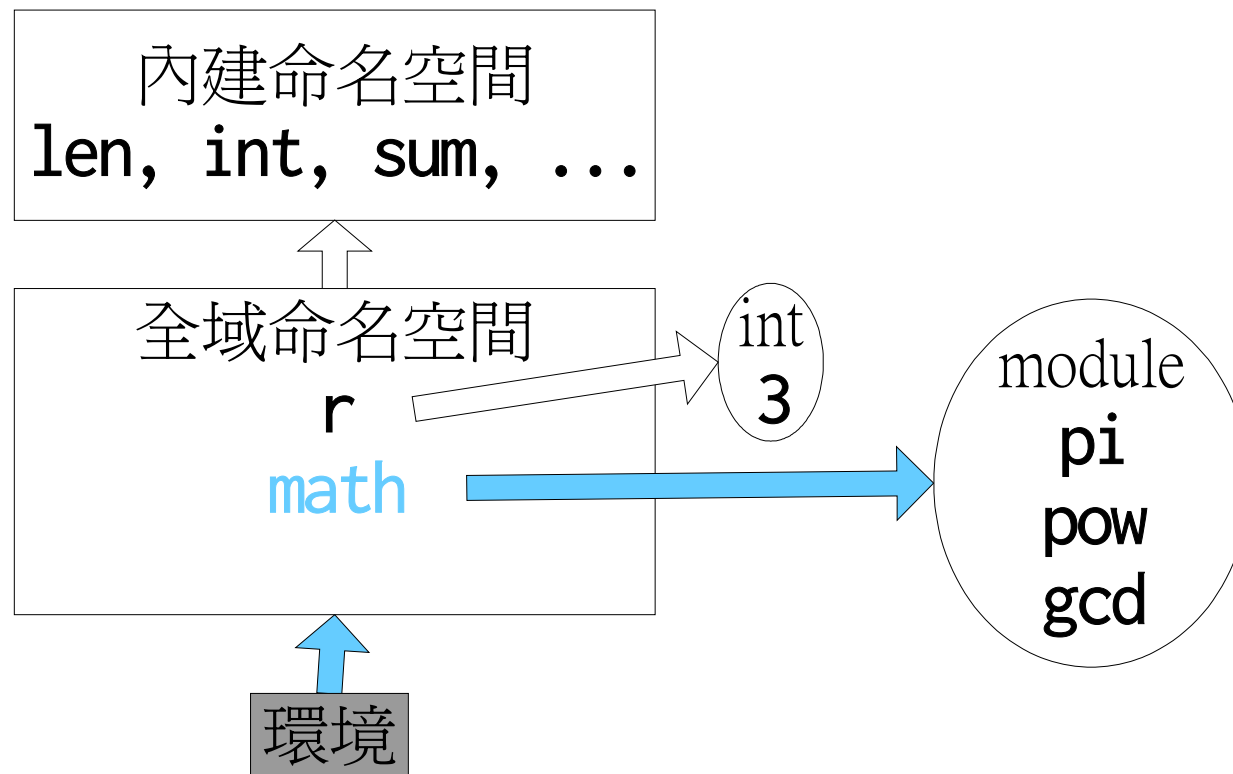 內建命名空間
len, int, sum, ...
全域命名空間
r
math
int
3
module
pi
pow
gcd
環境